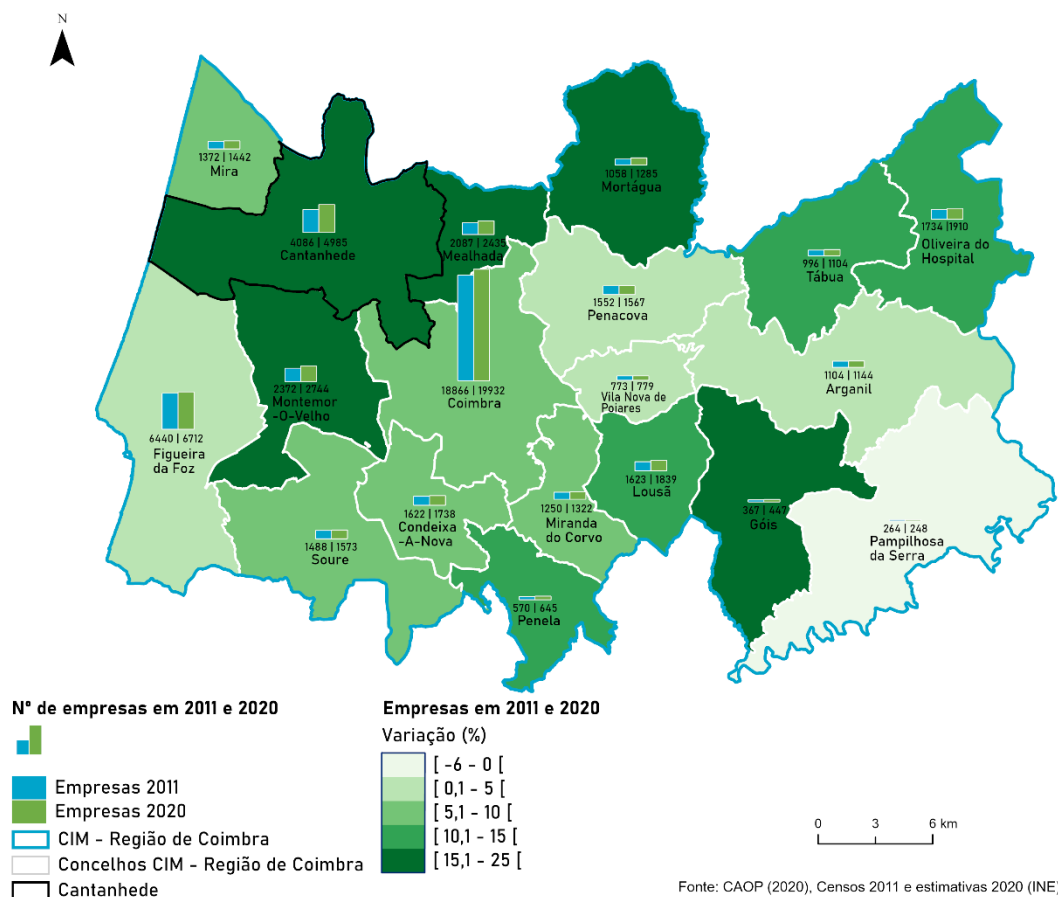 N
1372 | 1442
Mira
4086 | 4985
Cantanhede
2087 | 2435
Mealhada
1058 | 1285
Mortágua
1734 |1910
Oliveira do
Hospital
996 | 1104
Tábua
1552 | 1567
Penacova
18866 | 19932
Coimbra
773 | 779
Vila Nova de
Poiares
1104 | 1144
Arganil
2372 | 2744
Montemor
-O-Velho
6440 | 6712
Figueira
da Foz
1623 | 1839
Lousã
1622 | 1738
Condeixa
-A-Nova
1250 | 1322
Miranda
do Corvo
367 | 447
Góis
264 | 248
Pampilhosa
da Serra
1488 | 1573
Soure
570 | 645
Penela
Nº de empresas em 2011 e 2020
Empresas 2011
Empresas 2020
CIM - Região de Coimbra
Concelhos CIM - Região de Coimbra
Cantanhede
Empresas em 2011 e 2020
Variação (%)
[ -6 - 0 [
[ 0,1 - 5 [
[ 5,1 - 10 [
[ 10,1 - 15 [
[ 15,1 - 25 [
0 3 6 km
Fonte: CAOP (2020), Censos 2011 e estimativas 2020 (INE)